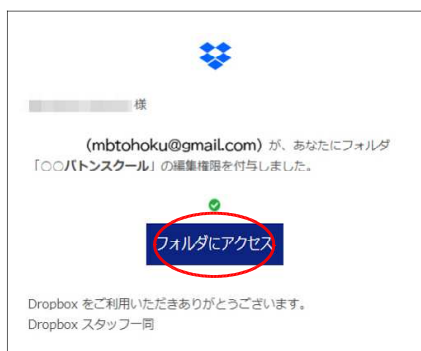 様
(mbtohoku@gmail.com) が、あなたにフォルダ
「○○バトンスクール」の編集権限を付与しました。
フォルダにアクセス
Dropbox をご利用いただきありがとうございます。
Dropbox スタッフ一同